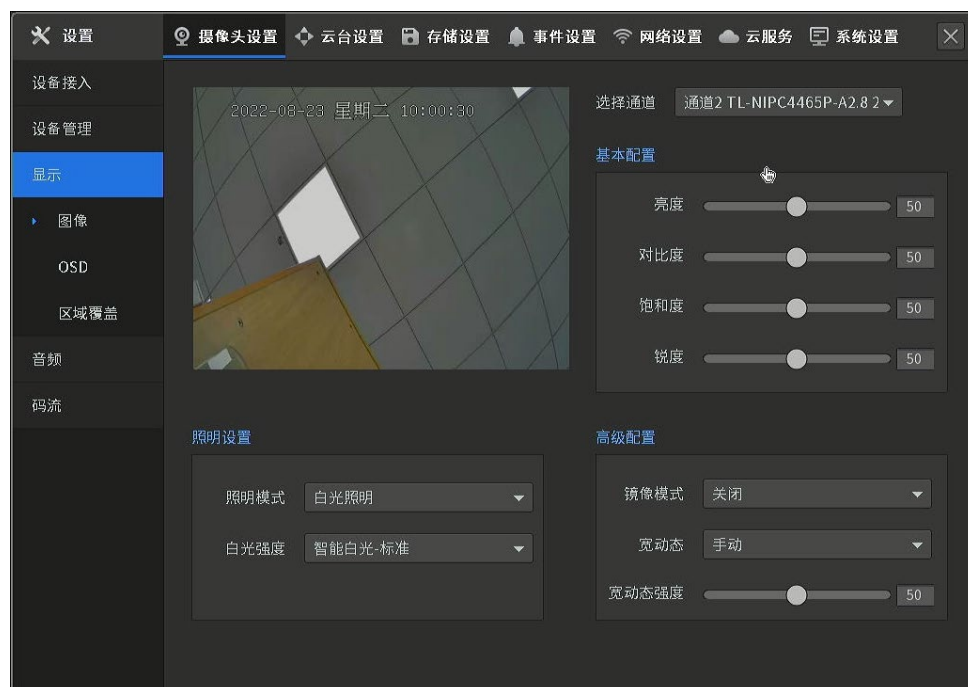 设置 摄像头设置 云台设置 存储设置 事件设置 网络设置 云服务 系统设置
设备接入
设备管理
显示
图像
OSD
区域覆盖
音频
码流
2022-08-23 星期二 10:00:30
选择通道 通道2 TL-NIPC4465P-A2.8 2
基本配置
亮度 50
对比度 50
饱和度 50
锐度 50
照明设置
照明模式 白光照明
白光强度 智能白光-标准
高级配置
镜像模式 关闭
宽动态 手动
宽动态强度 50